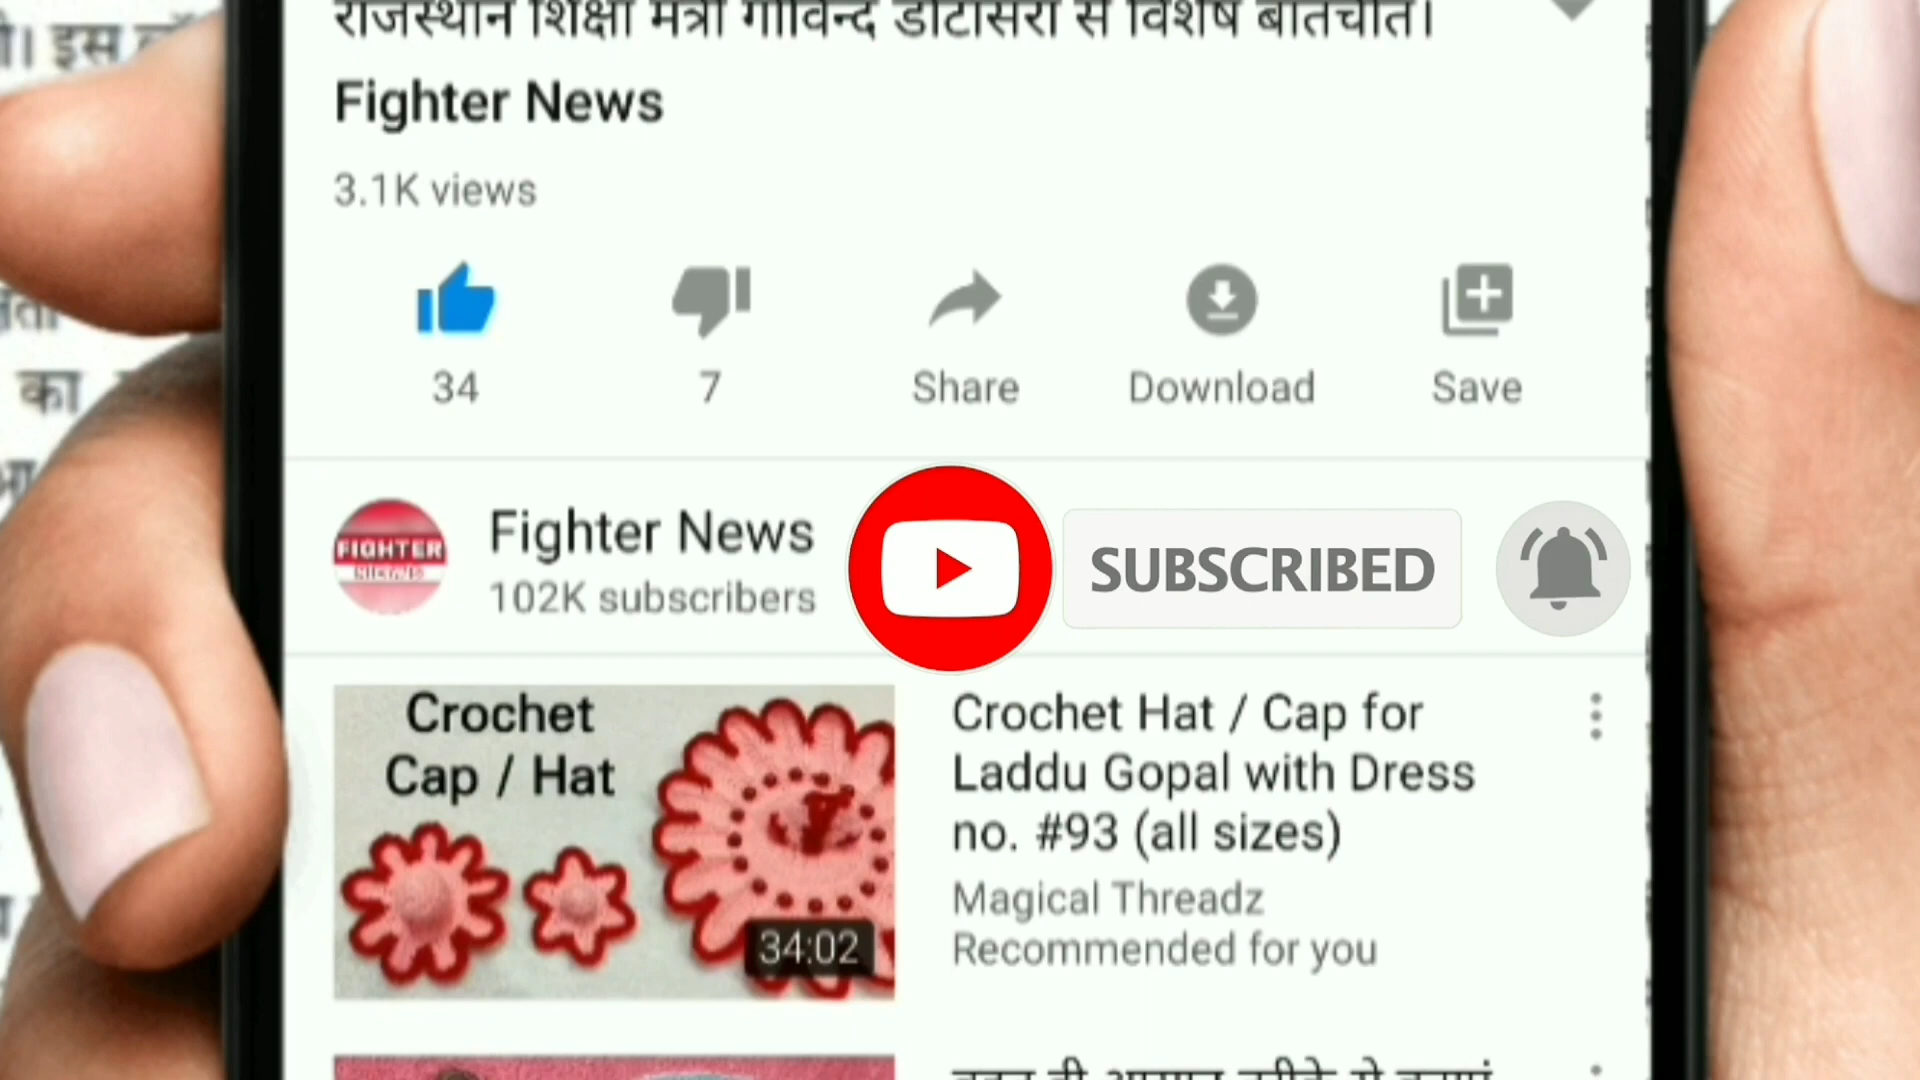 राजस्थान शिक्षा मंत्री गोविन्द डोटासरा से विशेष बातचीत।
Fighter News
3.1K views
34
7
Share
Download
Save
। इस
का
FIGHTER
Fighter News
102K subscribers
SUBSCRIBED
Crochet
Cap / Hat
34:02
Crochet Hat / Cap for
Laddu Gopal with Dress
no. #93 (all sizes)
Magical Threadz
Recommended for you